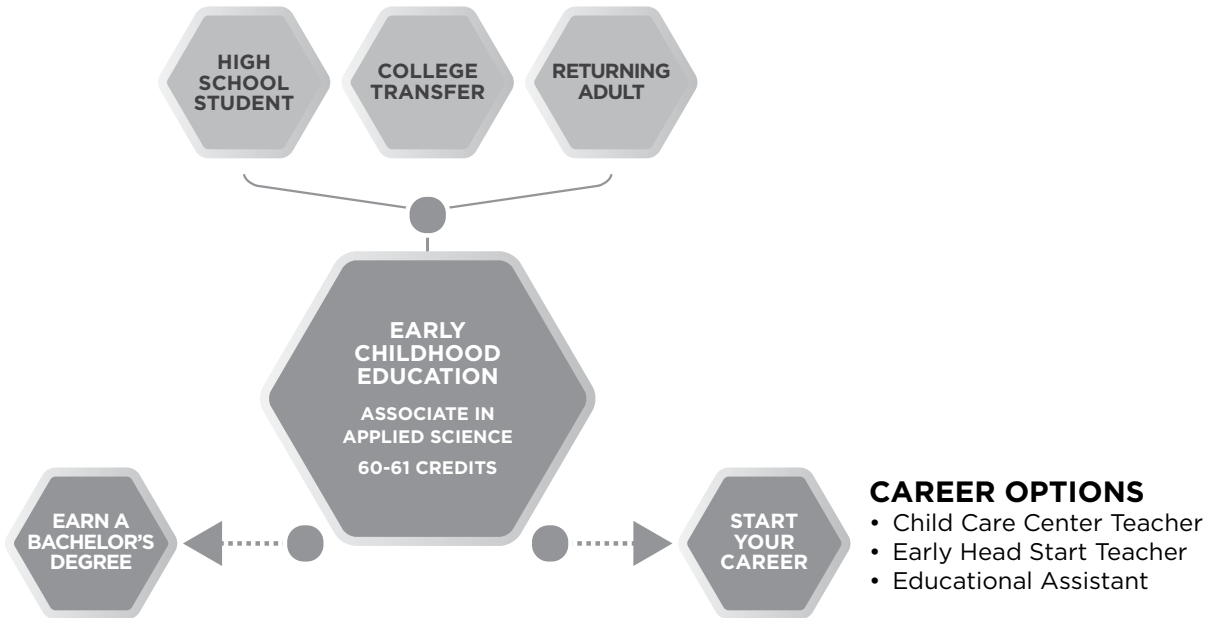 HIGH
SCHOOL
STUDENT
COLLEGE
TRANSFER
RETURNING
ADULT
EARLY
CHILDHOOD
EDUCATION
ASSOCIATE IN
APPLIED SCIENCE
60-61 CREDITS
EARN A
BACHELOR'S
DEGREE
START
YOUR
CAREER
CAREER OPTIONS
• Child Care Center Teacher
• Early Head Start Teacher
• Educational Assistant